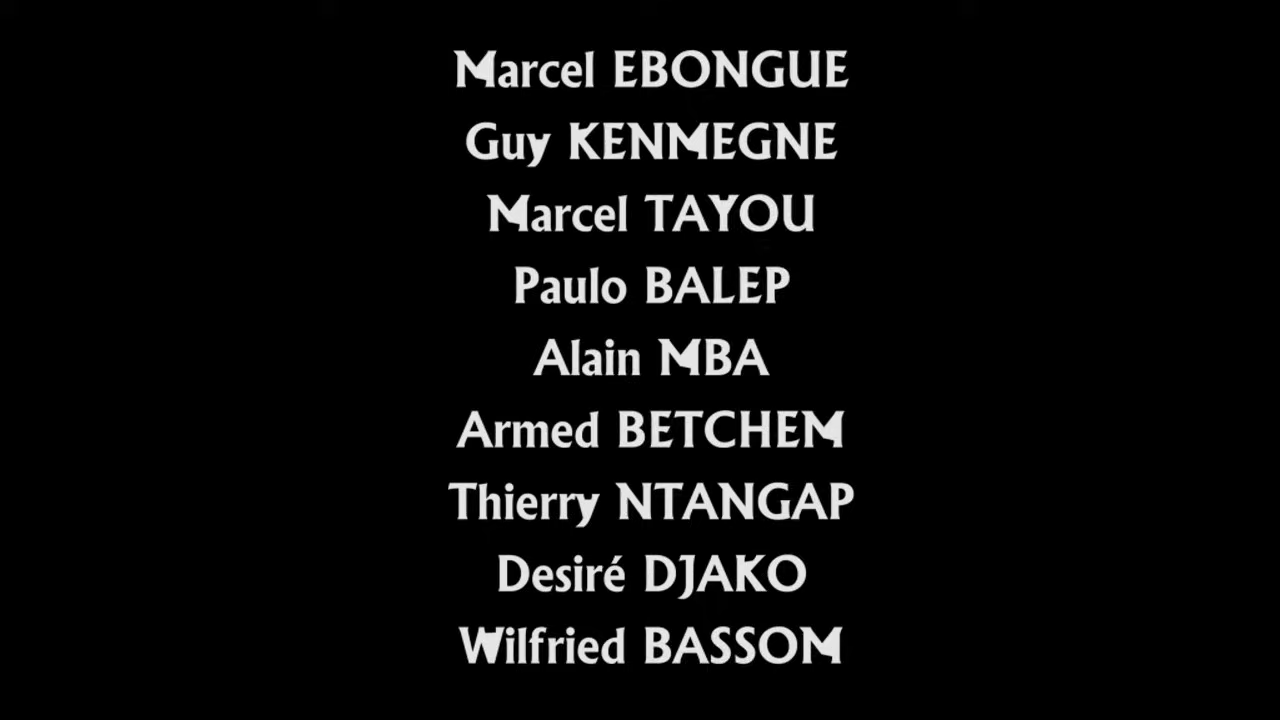 Marcel EBONGUE
Guy KENMEGNE
Marcel TAYOU
Paulo BALEP
Alain MBA
Armed BETCHEM
Thierry NTANGAP
Desiré DJAKO
Wilfried BASSOM